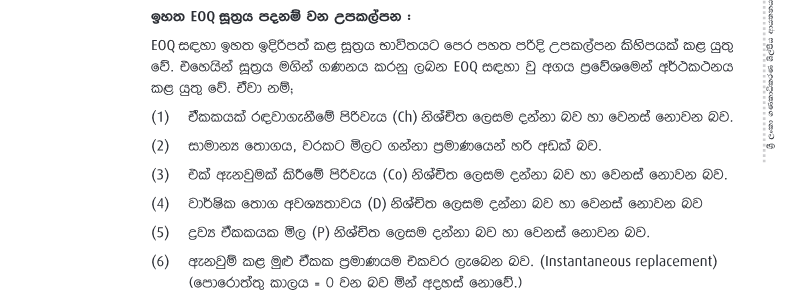 ඉහත EOQ සූත්‍රය පදනම් වන උපකල්පන :
EOQ සඳහා ඉහත ඉදිරිපත් කළ සූත්‍රය භාවිතයට පෙර පහත පරිදි උපකල්පන කිහිපයක් කළ යුතු
වේ. එහෙයින් සූත්‍රය මගින් ගණනය කරනු ලබන EOQ සඳහා වු අගය ප්‍රවේශමෙන් අර්ථකථනය
කළ යුතු වේ. ඒවා නම්;
(1) ඒකකයක් රඳවාගැනීමේ පිරිවැය (Ch) නිශ්චිත ලෙසම දන්නා බව හා වෙනස් නොවන බව.
(2) සාමාන්‍ය තොගය, වරකට මිලට ගන්නා ප්‍රමාණයෙන් හරි අඩක් බව.
(3) එක් ඇනවුමක් කිරීමේ පිරිවැය (Co) නිශ්චිත ලෙසම දන්නා බව හා වෙනස් නොවන බව.
(4) වාර්ෂික තොග අවශ්‍යතාවය (D) නිශ්චිත ලෙසම දන්නා බව හා වෙනස් නොවන බව
(5) ද්‍රව්‍ය ඒකකයක මිල (P) නිශ්චිත ලෙසම දන්නා බව හා වෙනස් නොවන බව.
(6) ඇනවුම් කළ මුළු ඒකක ප්‍රමාණයම එකවර ලැබෙන බව. (Instantaneous replacement)
(පොරොත්තු කාලය = 0 වන බව මින් අදහස් නොවේ.)